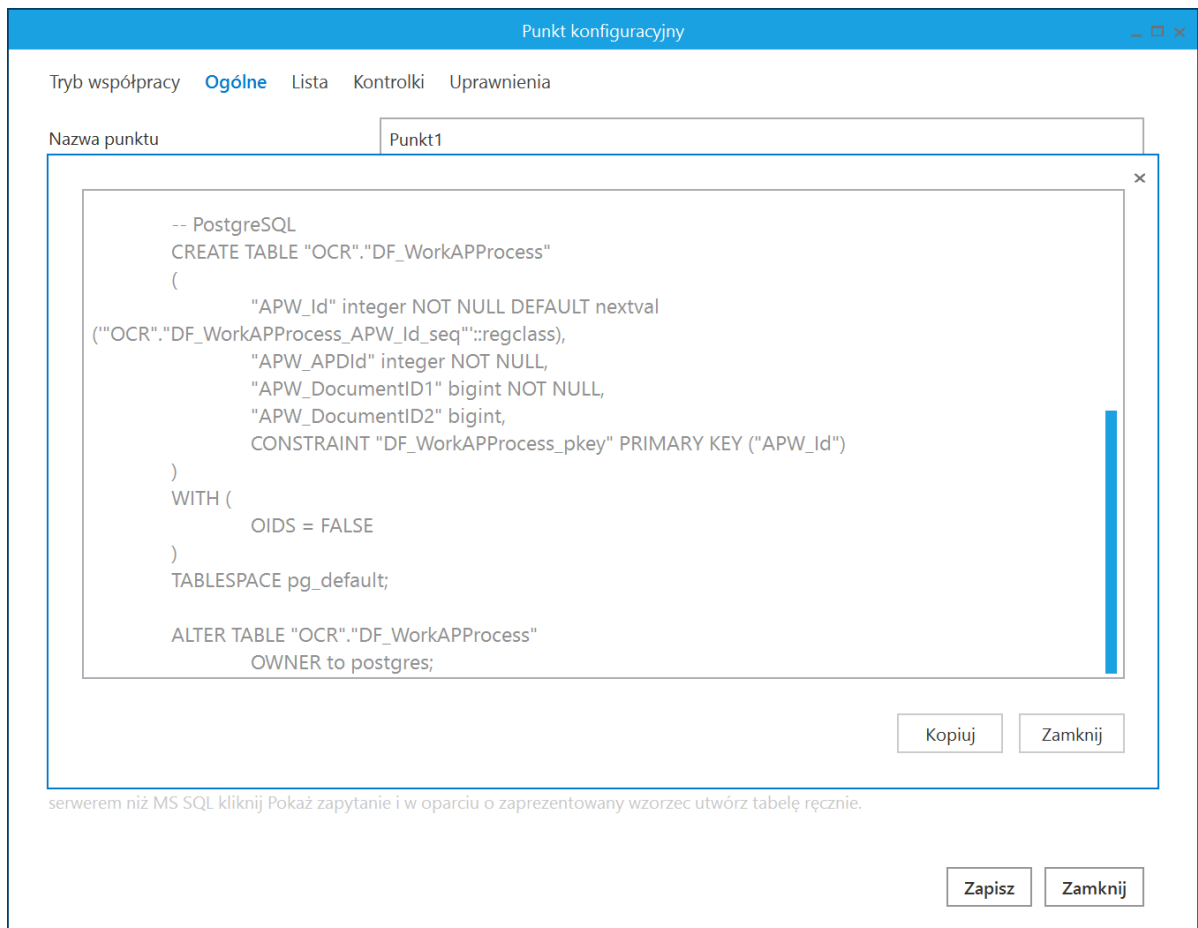 Punkt konfiguracyjny
Tryb współpracy Ogólne Lista Kontrolki Uprawnienia
Nazwa punktu Punkt1
-- PostgreSQL
CREATE TABLE "OCR"."DF_WorkAPProcess"
(
"APW_Id" integer NOT NULL DEFAULT nextval
('"OCR"."DF_WorkAPProcess_APW_Id_seq"'::regclass),
"APW_APDId" integer NOT NULL,
"APW_DocumentID1" bigint NOT NULL,
"APW_DocumentID2" bigint,
CONSTRAINT "DF_WorkAPProcess_pkey" PRIMARY KEY ("APW_Id")
)
WITH (
OIDS = FALSE
)
TABLESPACE pg_default;
ALTER TABLE "OCR"."DF_WorkAPProcess"
OWNER to postgres;
Kopiuj Zamknij
serwerem niż MS SQL kliknij Pokaż zapytanie i w oparciu o zaprezentowany wzorzec utwórz tabelę ręcznie.
Zapisz Zamknij